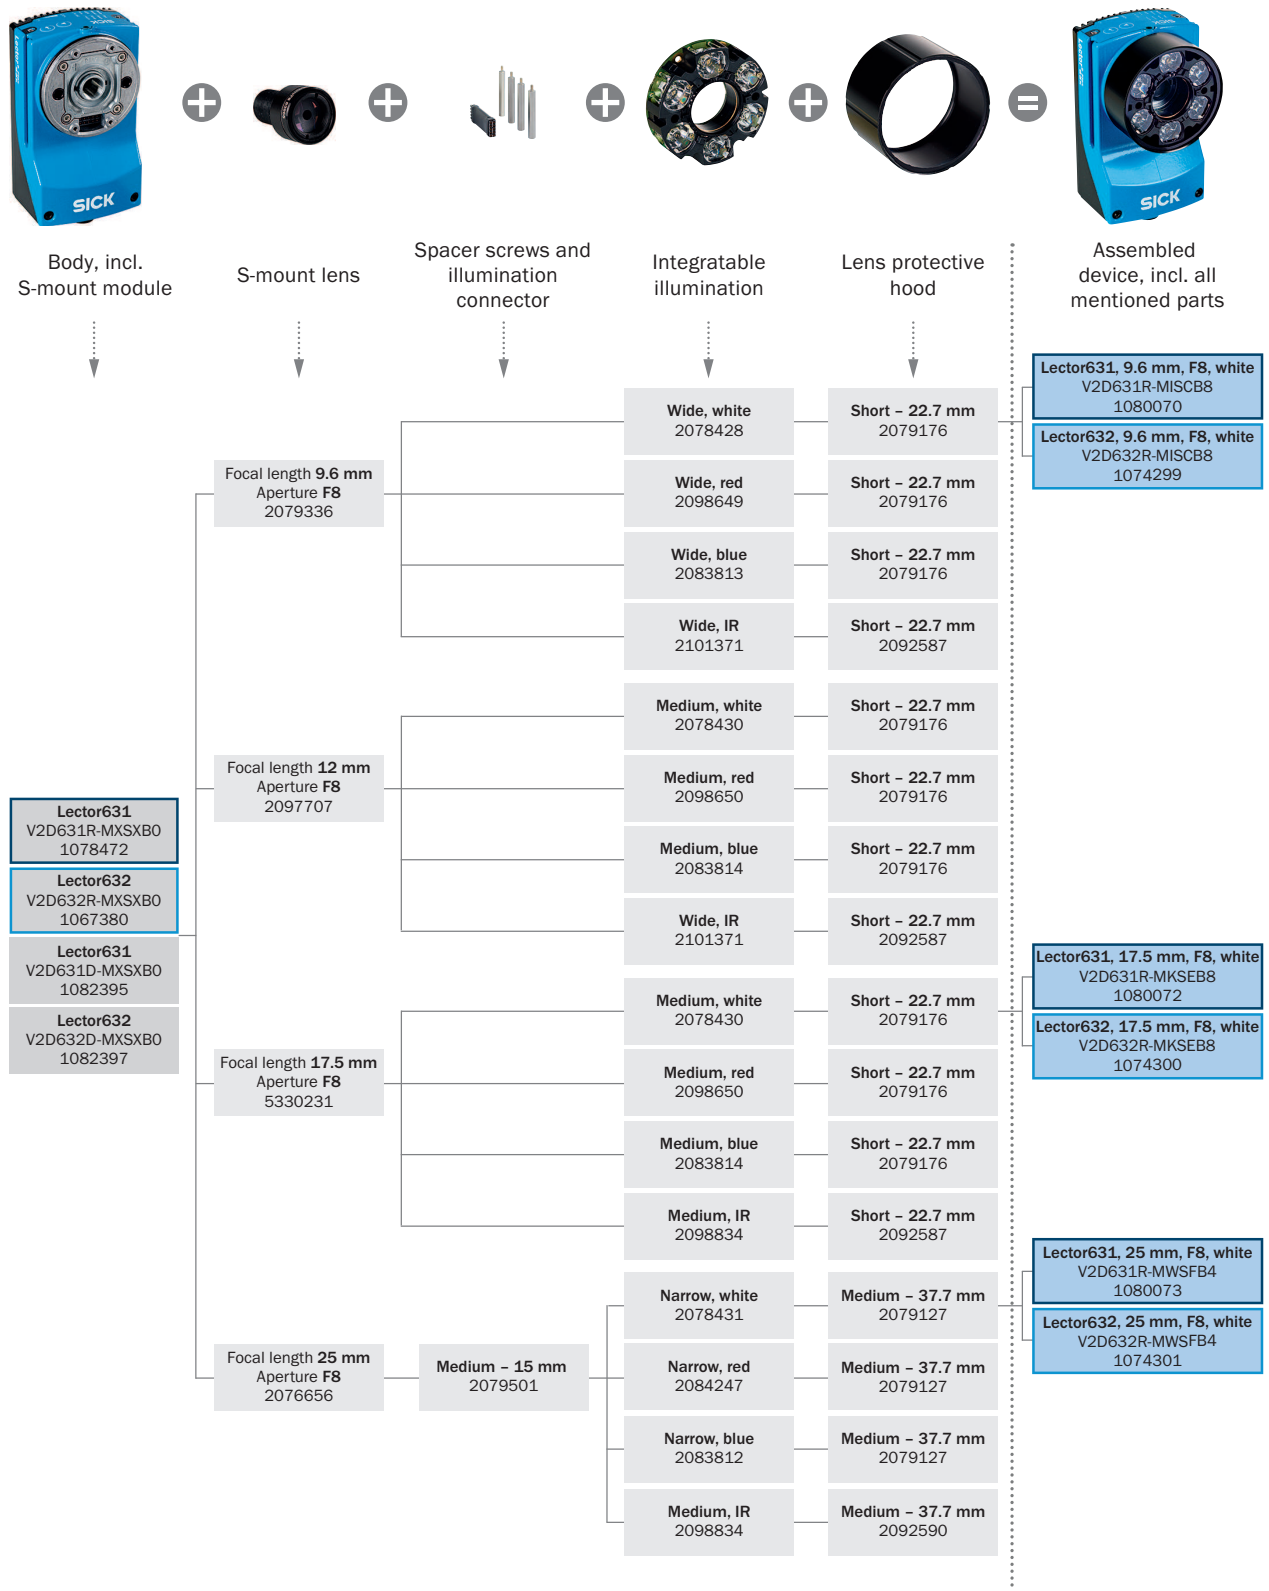 SICK
SICK
Body, incl.
S-mount module
S-mount lens
Spacer screws and
illumination
connector
Integratable
illumination
Lens protective
hood
Assembled
device, incl. all
mentioned parts
Lector631
V2D631R-MXSXB0
1078472
Lector632
V2D632R-MXSXB0
1067380
Lector631
V2D631D-MXSXB0
1082395
Lector632
V2D632D-MXSXB0
1082397
Focal length 9.6 mm
Aperture F8
2079336
Wide, white
2078428
Short – 22.7 mm
2079176
Wide, red
2098649
Short – 22.7 mm
2079176
Wide, blue
2083813
Short – 22.7 mm
2079176
Wide, IR
2101371
Short – 22.7 mm
2092587
Lector631, 9.6 mm, F8, white
V2D631R-MISCB8
1080070
Lector632, 9.6 mm, F8, white
V2D632R-MISCB8
1074299
Focal length 12 mm
Aperture F8
2097707
Medium, white
2078430
Short – 22.7 mm
2079176
Medium, red
2098650
Short – 22.7 mm
2079176
Medium, blue
2083814
Short – 22.7 mm
2079176
Wide, IR
2101371
Short – 22.7 mm
2092587
Focal length 17.5 mm
Aperture F8
5330231
Medium, white
2078430
Short – 22.7 mm
2079176
Medium, red
2098650
Short – 22.7 mm
2079176
Medium, blue
2083814
Short – 22.7 mm
2079176
Medium, IR
2098834
Short – 22.7 mm
2092587
Lector631, 17.5 mm, F8, white
V2D631R-MKSEB8
1080072
Lector632, 17.5 mm, F8, white
V2D632R-MKSEB8
1074300
Focal length 25 mm
Aperture F8
2076656
Medium – 15 mm
2079501
Narrow, white
2078431
Medium – 37.7 mm
2079127
Narrow, red
2084247
Medium – 37.7 mm
2079127
Narrow, blue
2083812
Medium – 37.7 mm
2079127
Medium, IR
2098834
Medium – 37.7 mm
2092590
Lector631, 25 mm, F8, white
V2D631R-MWSFB4
1080073
Lector632, 25 mm, F8, white
V2D632R-MWSFB4
1074301